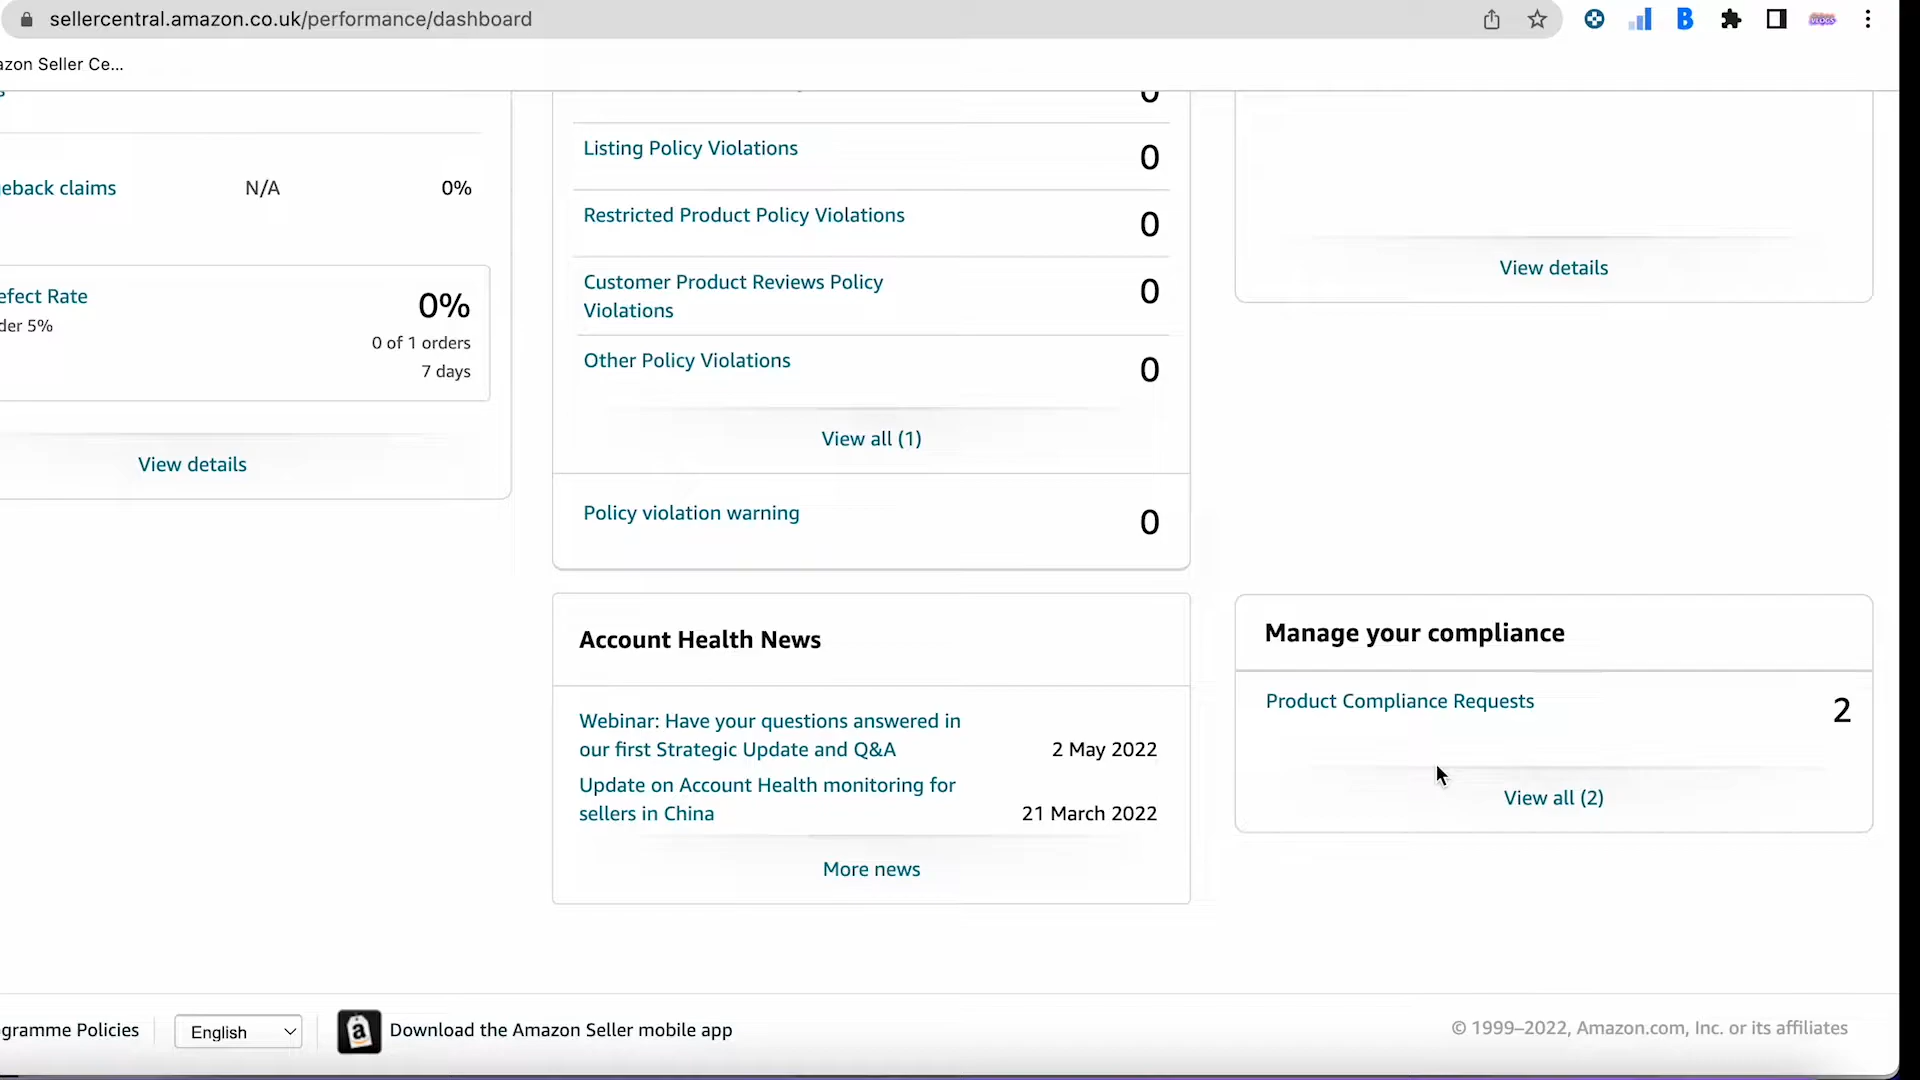 sellercentral.amazon.co.uk/performance/dashboard
B
VLOGS
azon Seller Ce...
Listing Policy Violations
0
eback claims
N/A
0%
Restricted Product Policy Violations
0
View details
efect Rate
der 5%
0%
0 of 1 orders
7 days
Customer Product Reviews Policy
Violations
0
Other Policy Violations
0
View all (1)
View details
Policy violation warning
0
Account Health News
Webinar: Have your questions answered in
our first Strategic Update and Q&A
2 May 2022
Update on Account Health monitoring for
sellers in China
21 March 2022
More news
Manage your compliance
Product Compliance Requests
2
View all (2)
gramme Policies
English
a
Download the Amazon Seller mobile app
© 1999–2022, Amazon.com, Inc. or its affiliates